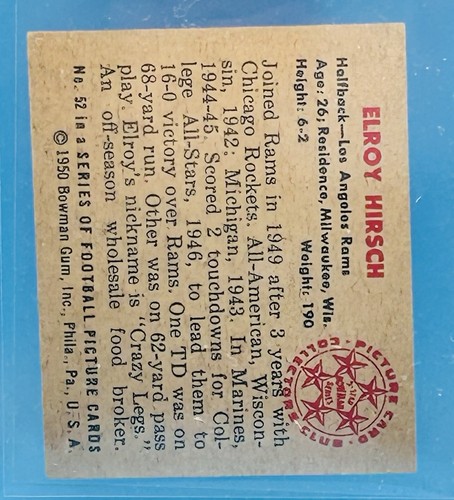 ELROY HIRSCH
Halfback—Los Angeles Rams
Age: 26; Residence, Milwaukee, Wis.
Height: 6-2 Weight: 190
Joined Rams in 1949 after 3 years with
Chicago Rockets. All-American, Wiscon-
sin, 1942; Michigan, 1943. In Marines,
1944-45. Scored 2 touchdowns for Col-
lege All-Stars, 1946, to lead them to
16-0 victory over Rams. One TD was on
68-yard run. Other was on 62-yard pass
play. Elroy's nickname is "Crazy Legs."
An off-season wholesale food broker.
No. 52 in a SERIES OF FOOTBALL PICTURE CARDS
© 1950 Bowman Gum, Inc., Phila., Pa., U.S.A.
PICTURE CARD
COLLECTORS CLUB
5-STAR
BOWMAN
SERIES